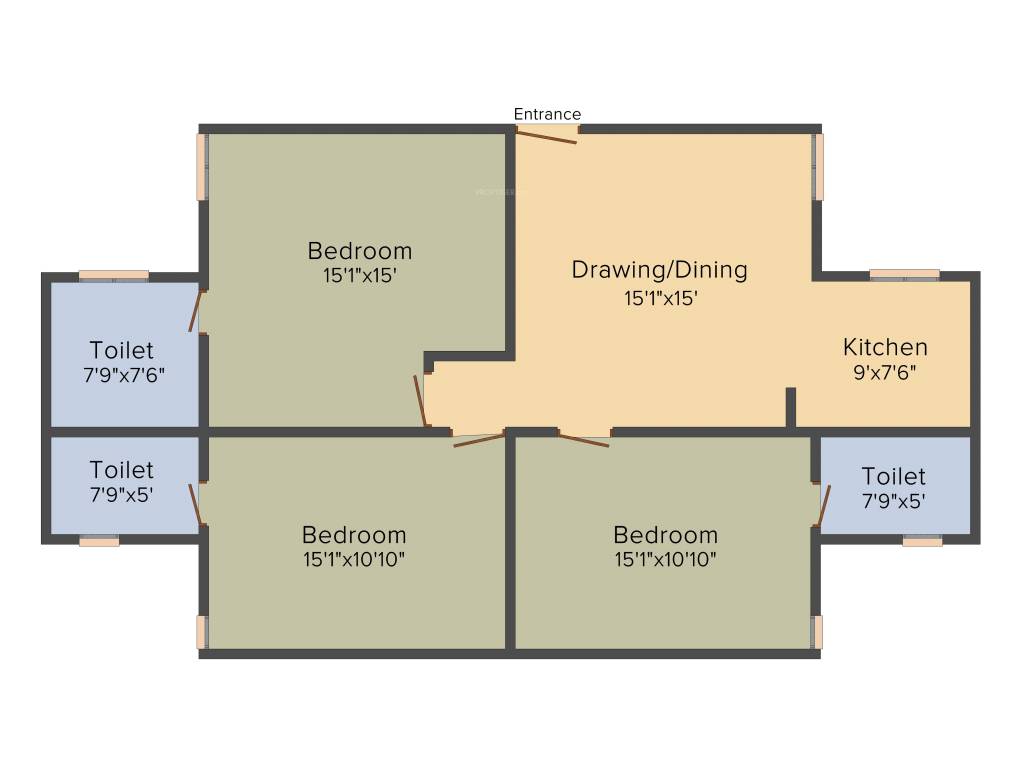 Entrance
Bedroom
15'1"x15'
Drawing/Dining
15'1"x15'
Toilet
7'9"x7'6"
Kitchen
9'x7'6"
Toilet
7'9"x5'
Bedroom
15'1"x10'10"
Bedroom
15'1"x10'10"
Toilet
7'9"x5'